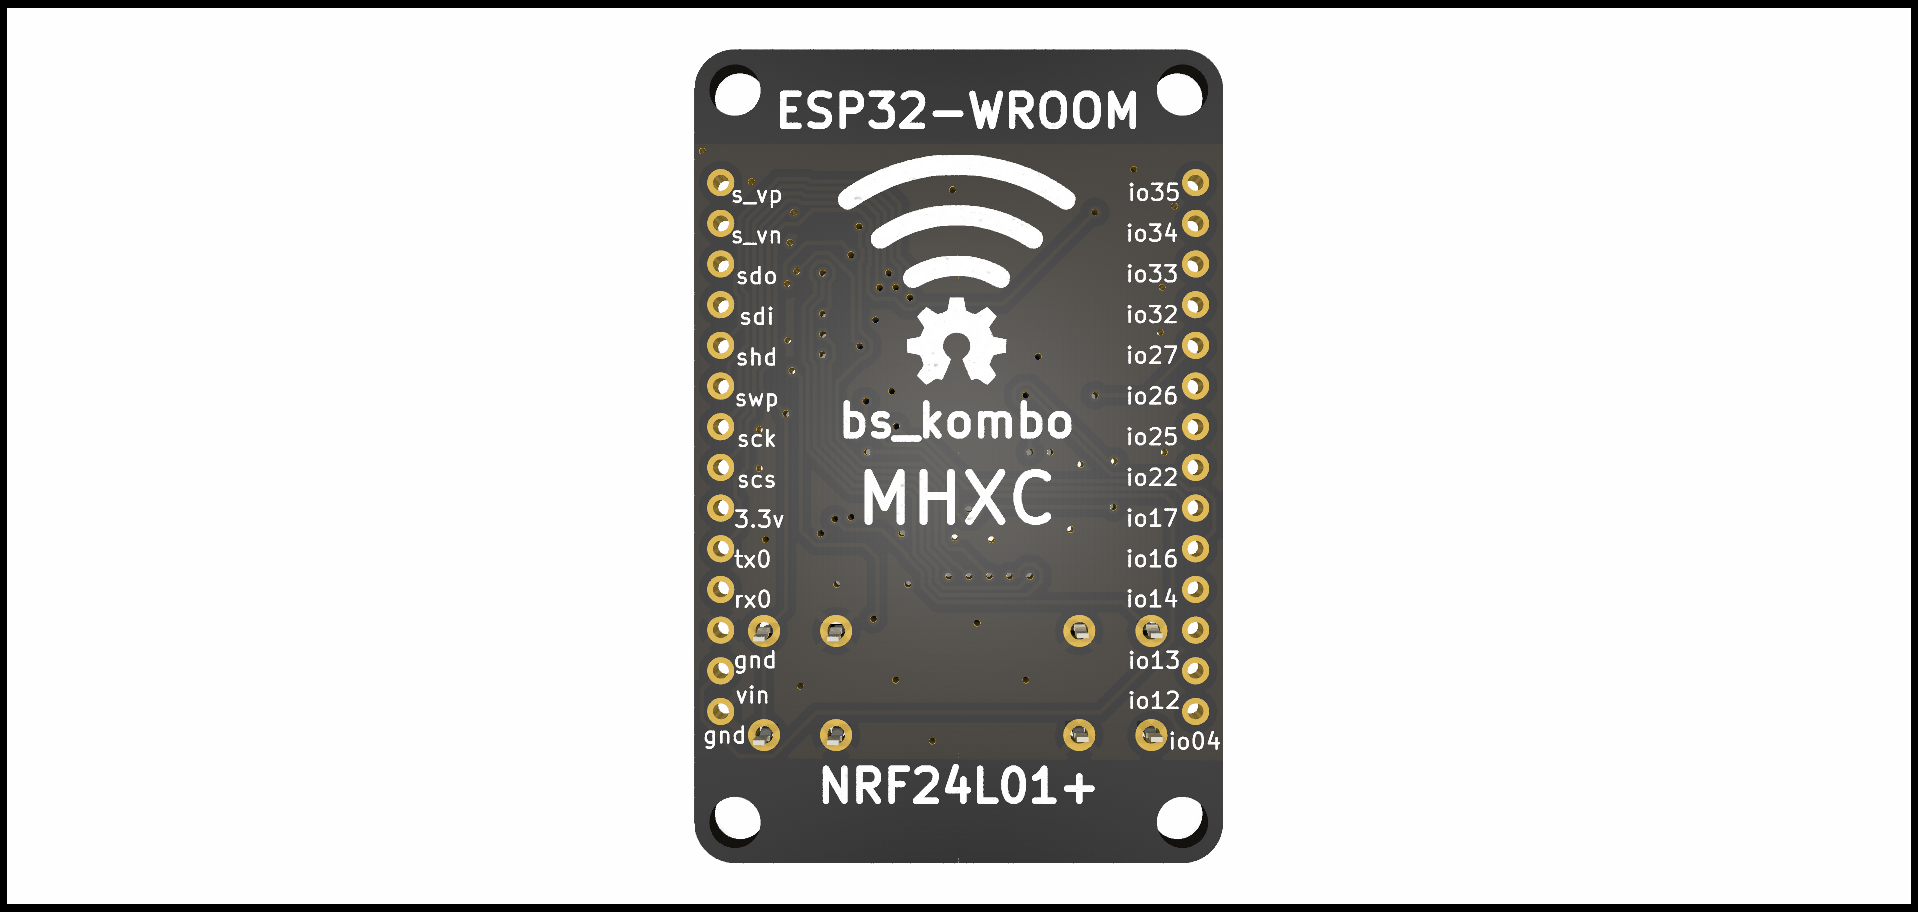 ESP32-WROOM
s_vp io35
s_vn io34
sdo io33
sdi io32
shd io27
swp io26
bs_kombo
sck io25
scs io22
MHXC
3.3v io17
tx0 io16
rx0 io14
gnd io13
vin io12
gnd io04
NRF24L01+